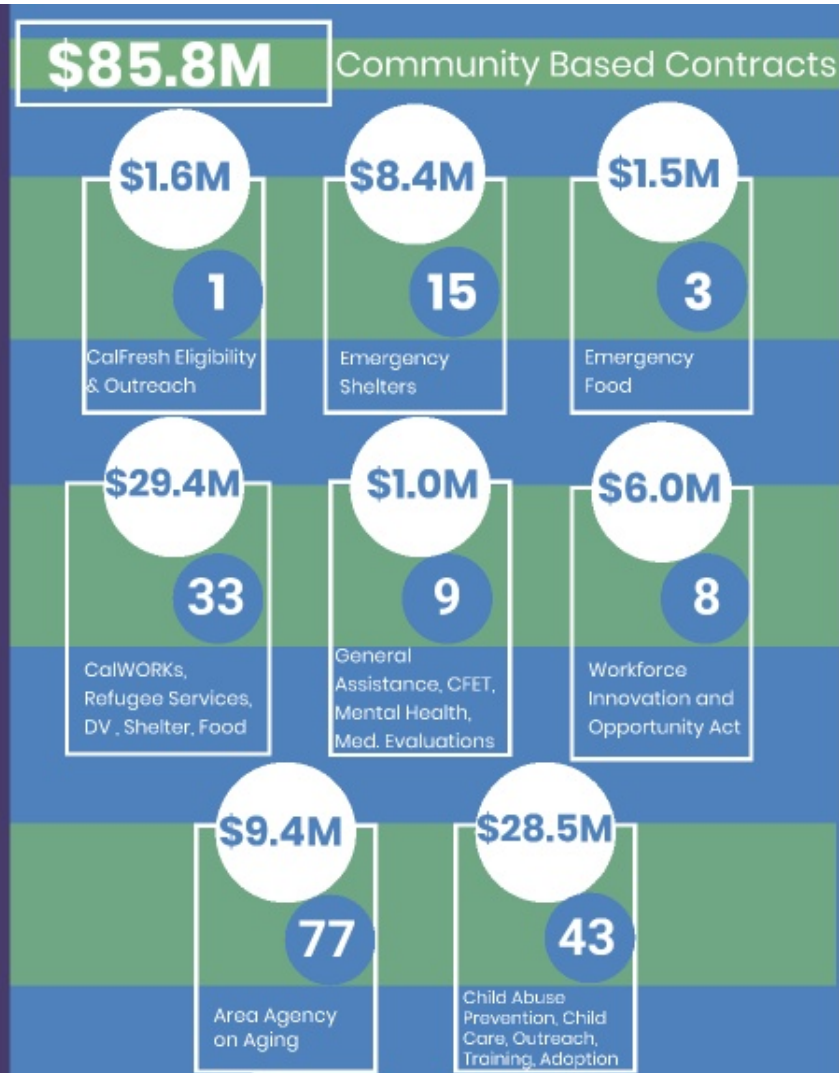 $85.8M Community Based Contracts
$1.6M
1
CalFresh Eligibility
& Outreach
$8.4M
15
Emergency
Shelters
$1.5M
3
Emergency
Food
$29.4M
33
CalWORKs,
Refugee Services,
DV , Shelter, Food
$1.0M
9
General
Assistance, CFET,
Mental Health,
Med. Evaluations
$6.0M
8
Workforce
Innovation and
Opportunity Act
$9.4M
77
Area Agency
on Aging
$28.5M
43
Child Abuse
Prevention, Child
Care, Outreach,
Training, Adoption